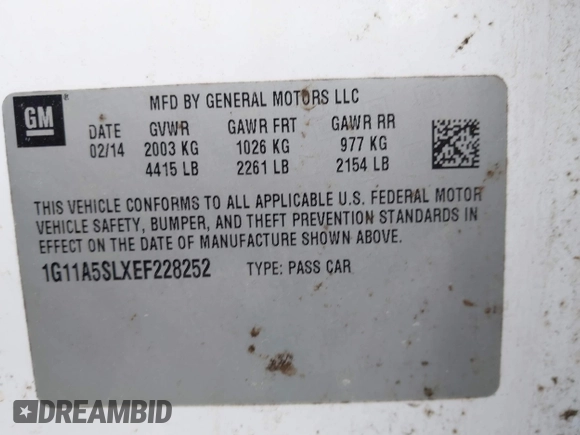 GM
MFD BY GENERAL MOTORS LLC
DATE GVWR GAWR FRT GAWR RR
02/14 2003 KG 1026 KG 977 KG
4415 LB 2261 LB 2154 LB
THIS VEHICLE CONFORMS TO ALL APPLICABLE U.S. FEDERAL MOTOR
VEHICLE SAFETY, BUMPER, AND THEFT PREVENTION STANDARDS IN
EFFECT ON THE DATE OF MANUFACTURE SHOWN ABOVE.
1G11A5SLXEF228252 TYPE: PASS CAR
DREAMBID